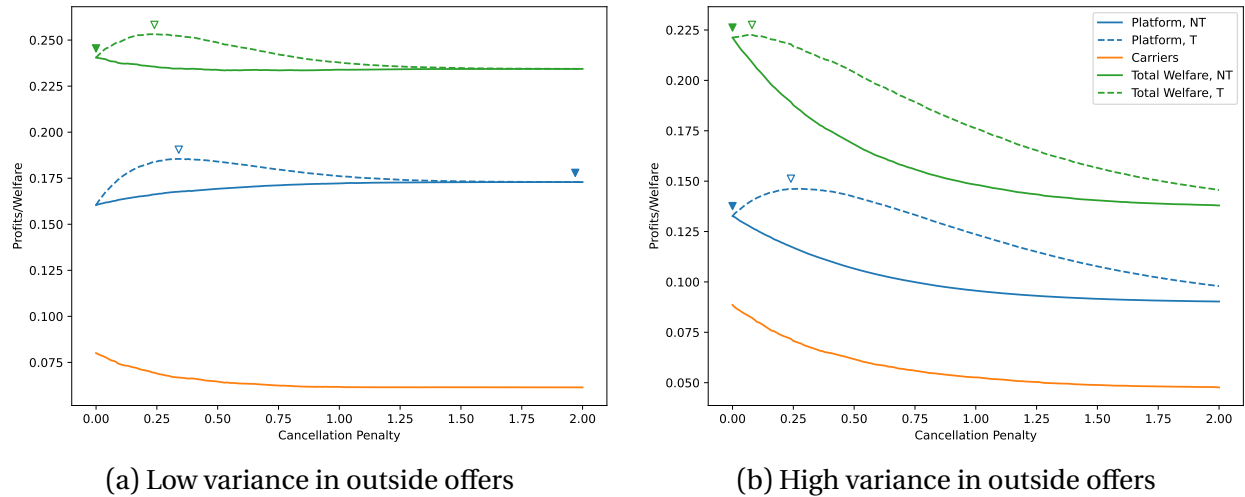 0.250
0.225
0.200
0.175
0.150
0.125
0.100
0.075
Profits/Welfare
0.00 0.25 0.50 0.75 1.00 1.25 1.50 1.75 2.00
Cancellation Penalty
(a) Low variance in outside offers
0.225
0.200
0.175
0.150
0.125
0.100
0.075
0.050
Profits/Welfare
Platform, NT
Platform, T
Carriers
Total Welfare, NT
Total Welfare, T
0.00 0.25 0.50 0.75 1.00 1.25 1.50 1.75 2.00
Cancellation Penalty
(b) High variance in outside offers